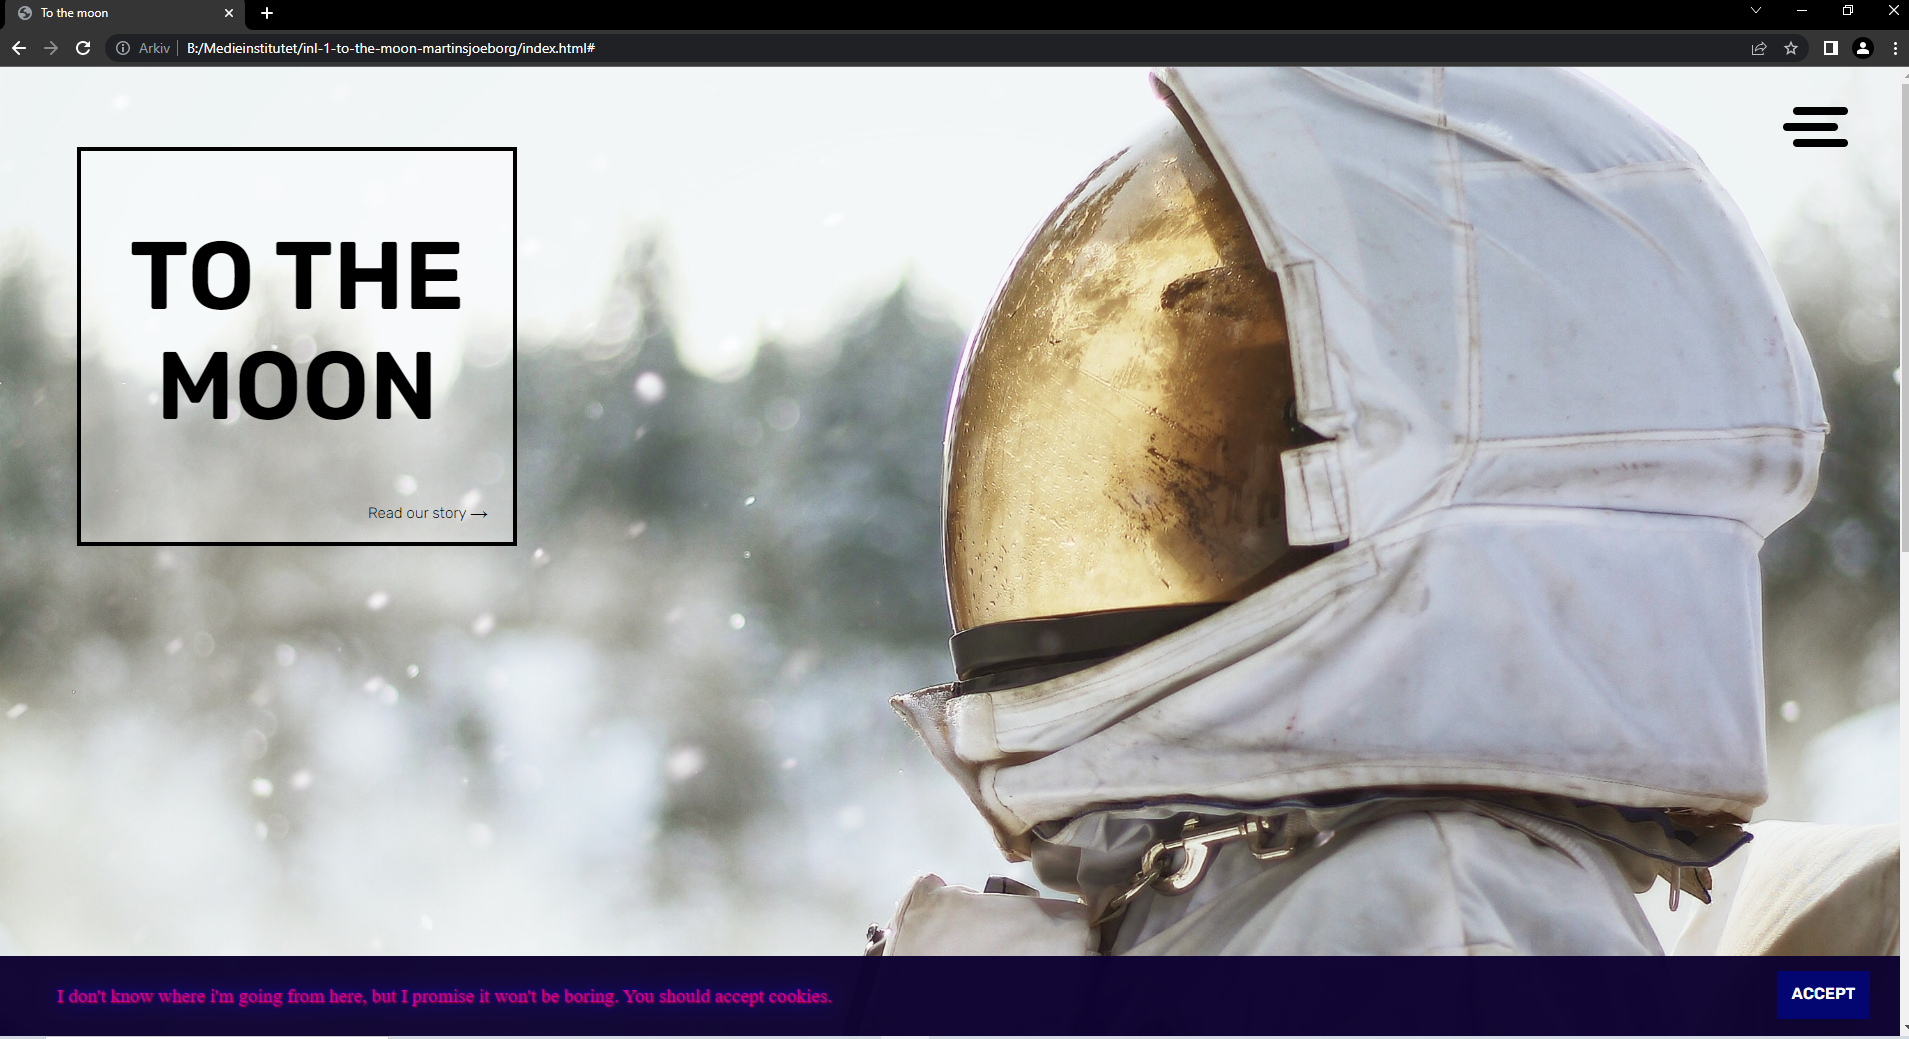 To the moon
Arkiv
B:/Medieinstitutet/inl-1-to-the-moon-martinsjoeborg/index.html#
TO THE
MOON
Read our story →
I don't know where i'm going from here, but I promise it won't be boring. You should accept cookies.
ACCEPT